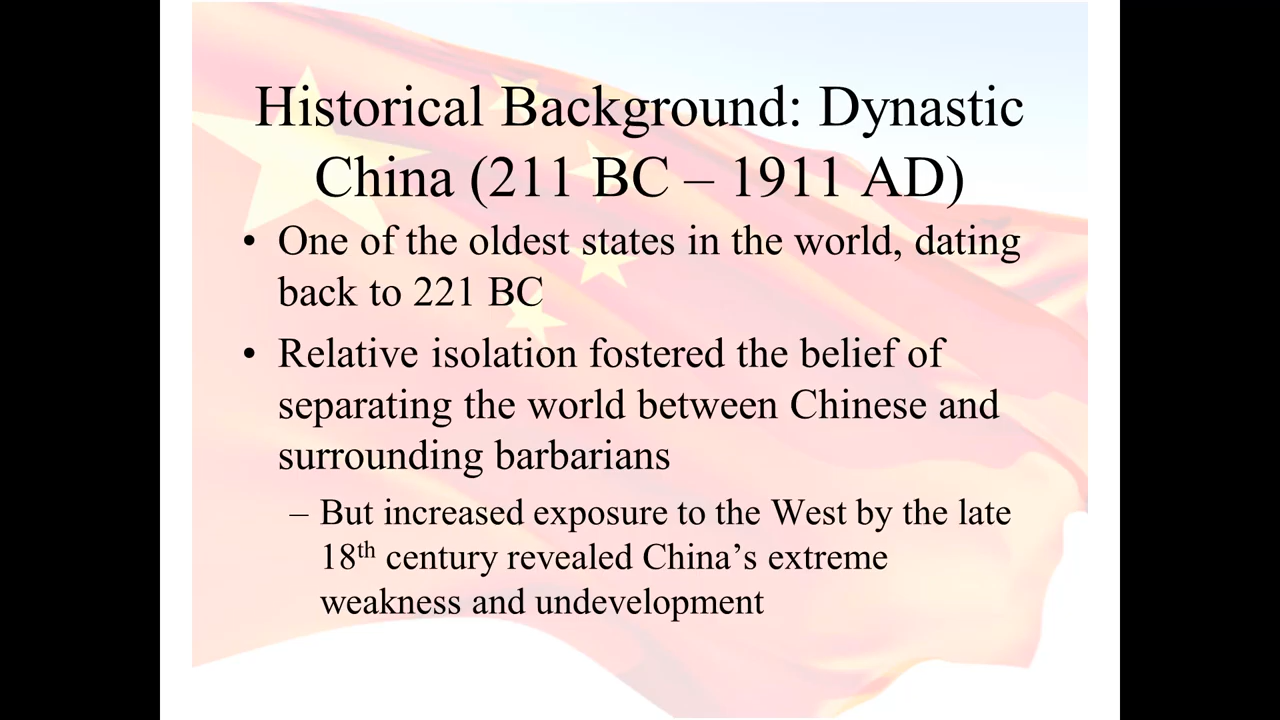 Historical Background: Dynastic
China (211 BC – 1911 AD)
• One of the oldest states in the world, dating
back to 221 BC
• Relative isolation fostered the belief of
separating the world between Chinese and
surrounding barbarians
– But increased exposure to the West by the late
18th century revealed China’s extreme
weakness and undevelopment